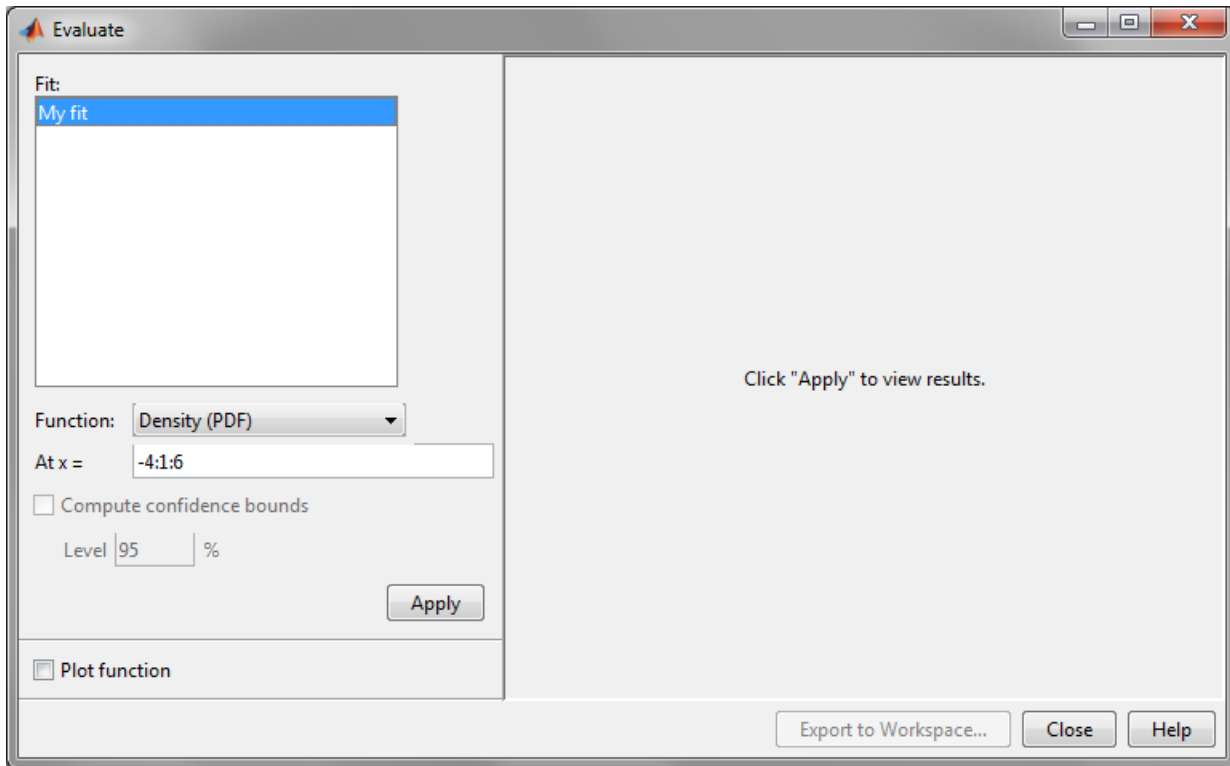 Evaluate
Fit:
My fit
Function: Density (PDF)
At x = -4:1:6
Compute confidence bounds
Level 95 %
Apply
Plot function
Click "Apply" to view results.
Export to Workspace... Close Help